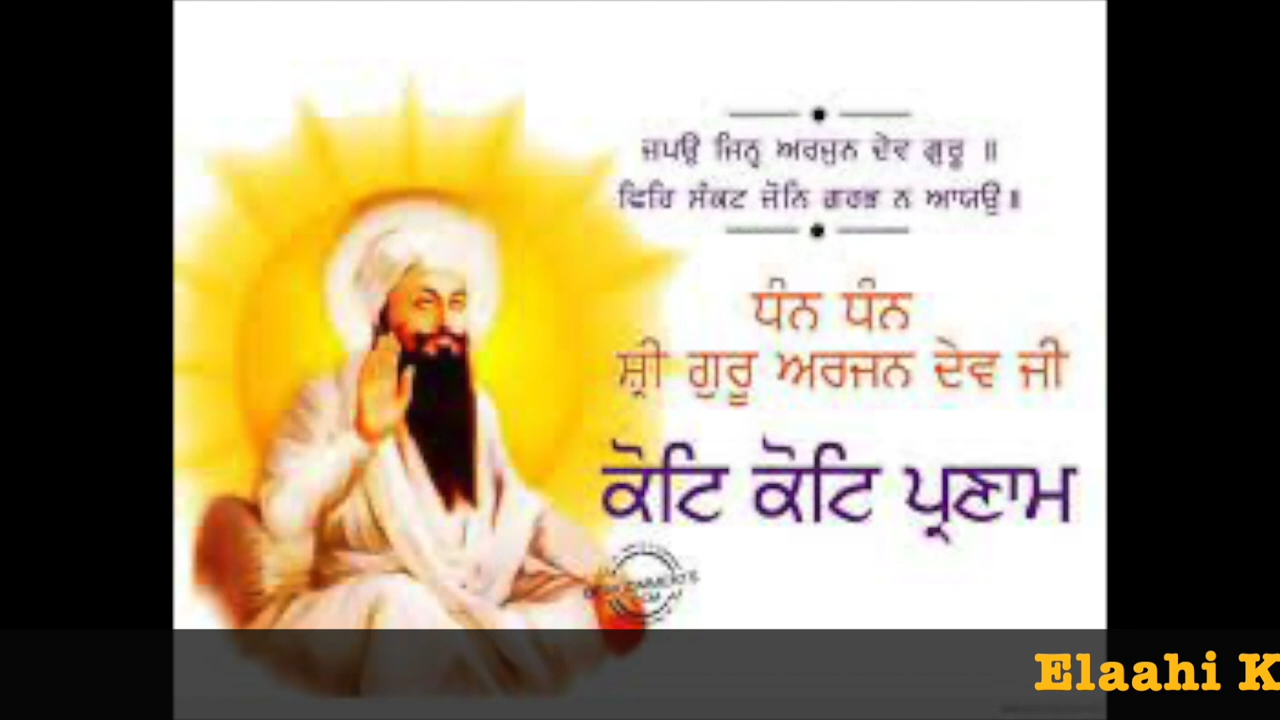 ਜਪਉ ਜਿਨ੍ਹ ਅਰਜੁਨ ਦੇਵ ਗੁਰੂ ॥
ਫਿਰਿ ਸੰਕਟ ਜੋਨਿ ਗਰਭ ਨ ਆਯਉ॥
ਧੰਨ ਧੰਨ
ਸ਼੍ਰੀ ਗੁਰੂ ਅਰਜਨ ਦੇਵ ਜੀ
ਕੋਟਿ ਕੋਟਿ ਪ੍ਰਣਾਮ
Elaahi K